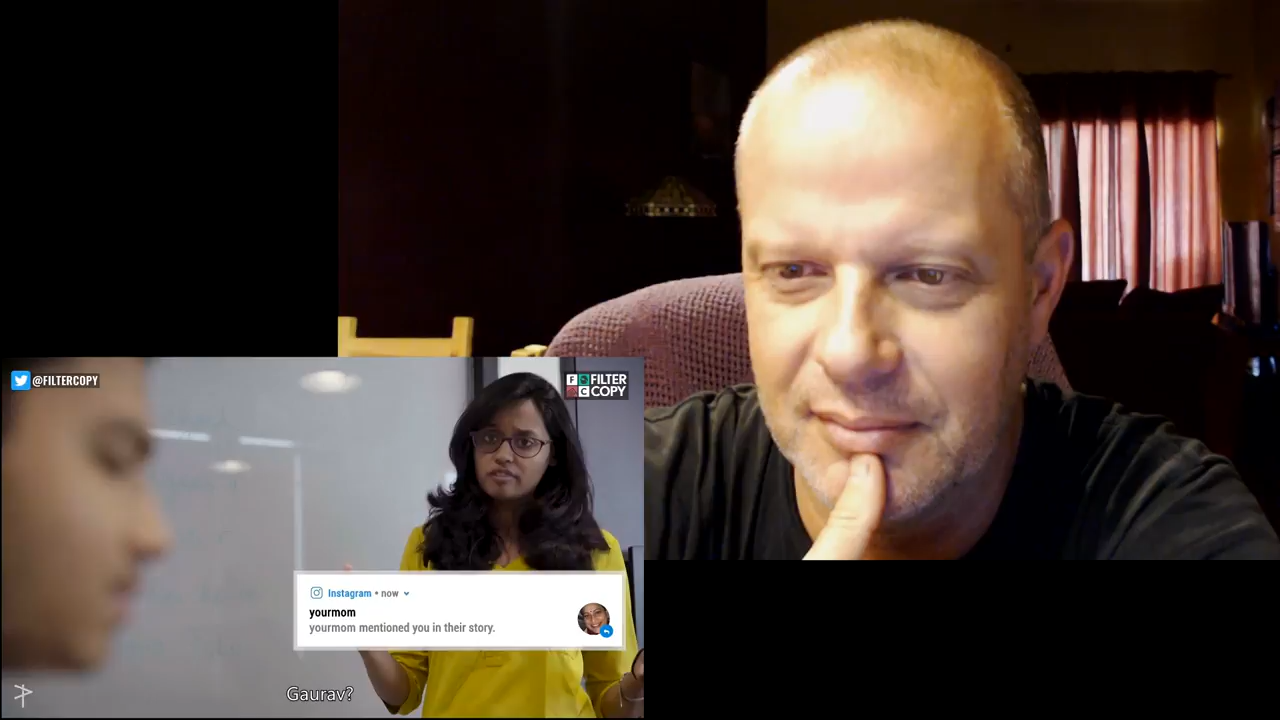 @FILTERCOPY
F FILTER
C COPY
Instagram • now
yourmom
yourmom mentioned you in their story.
Gaurav?